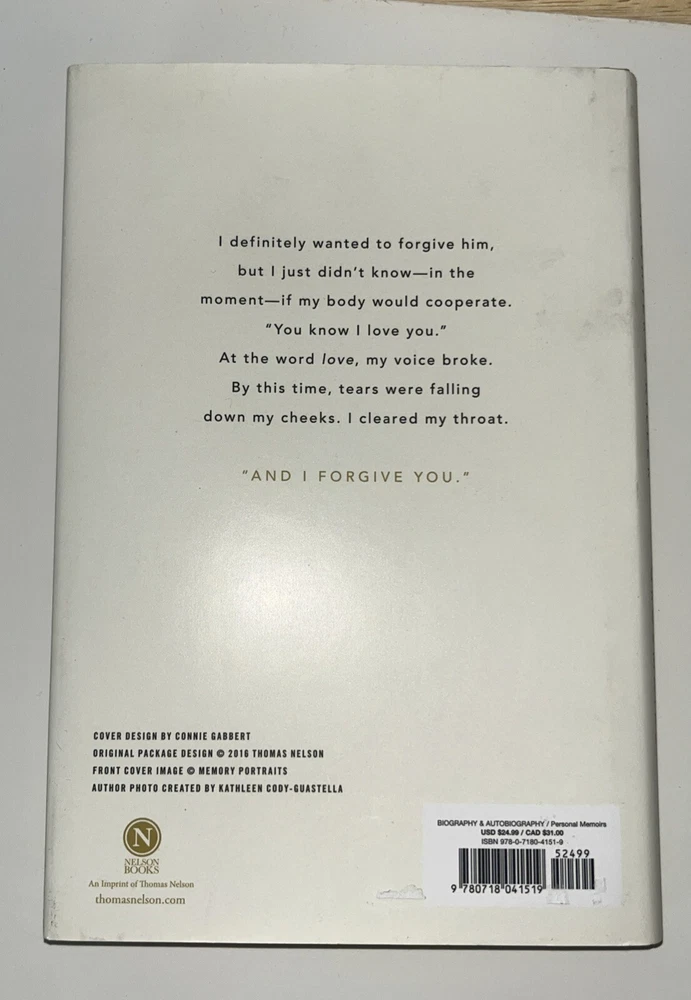 I definitely wanted to forgive him,
but I just didn't know—in the
moment—if my body would cooperate.
"You know I love you."
At the word love, my voice broke.
By this time, tears were falling
down my cheeks. I cleared my throat.
"AND I FORGIVE YOU."
COVER DESIGN BY CONNIE GABBERT
ORIGINAL PACKAGE DESIGN © 2016 THOMAS NELSON
FRONT COVER IMAGE © MEMORY PORTRAITS
AUTHOR PHOTO CREATED BY KATHLEEN CODY-GUASTELLA
N
NELSON
BOOKS
An Imprint of Thomas Nelson
thomasnelson.com
BIOGRAPHY & AUTOBIOGRAPHY / Personal Memoirs
USD $24.99 / CAD $31.00
ISBN 978-0-7180-4151-9
52499
9 780718 041519